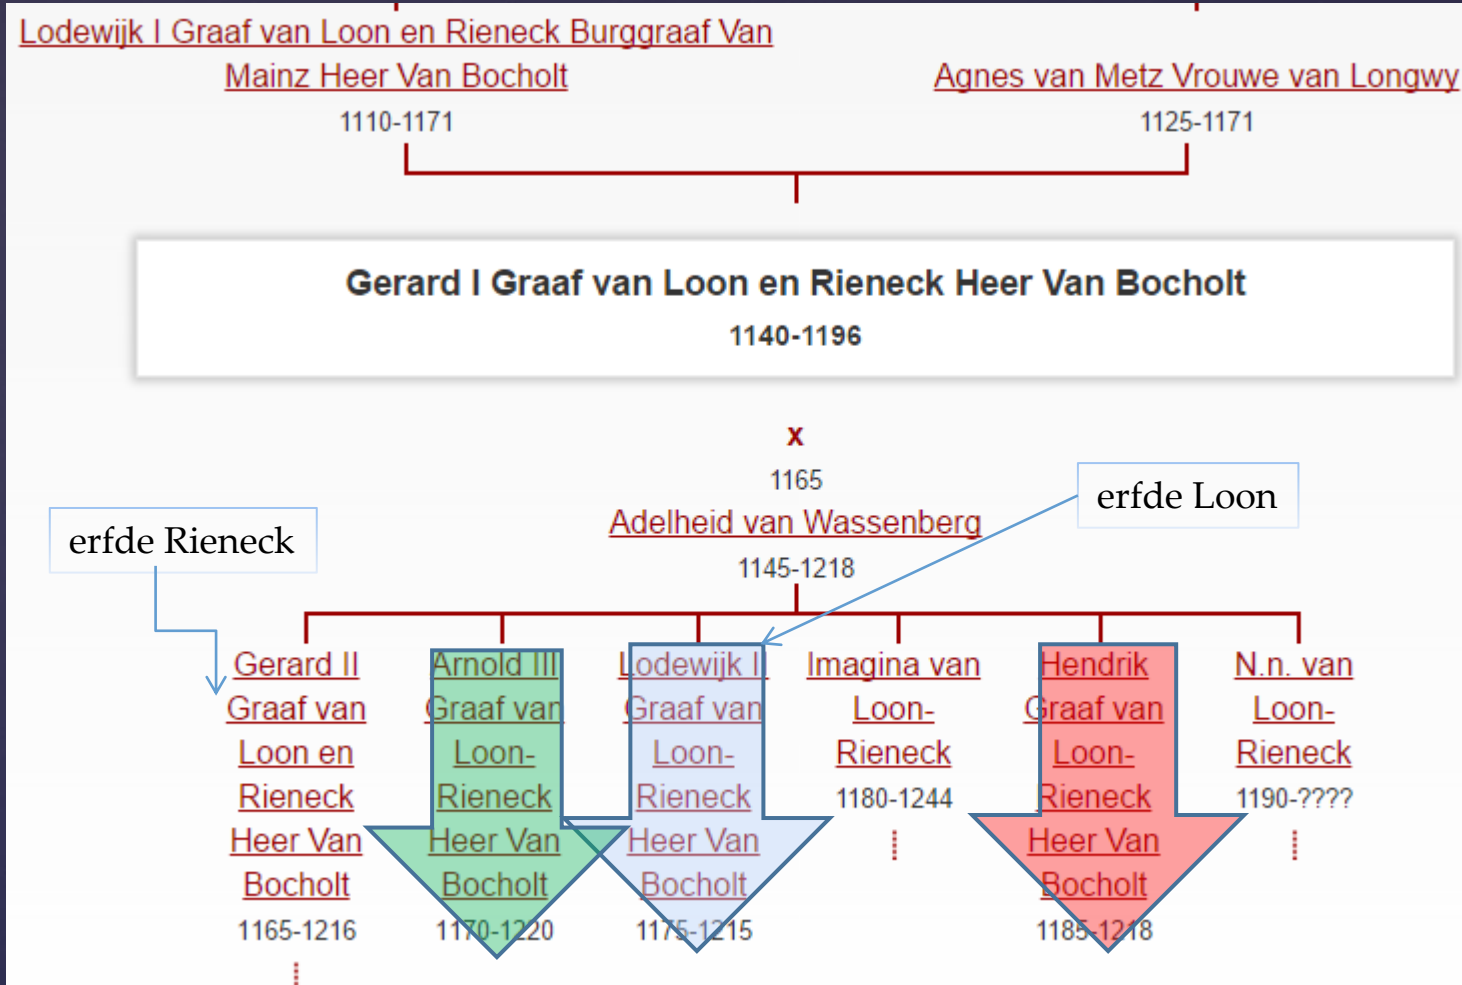 Lodewijk I Graaf van Loon en Rieneck Burggraaf Van
Mainz Heer Van Bocholt
1110-1171
Agnes van Metz Vrouwe van Longwy
1125-1171
Gerard I Graaf van Loon en Rieneck Heer Van Bocholt
1140-1196
x
1165
Adelheid van Wassenberg
1145-1218
erfde Rieneck
erfde Loon
Gerard II
Graaf van
Loon en
Rieneck
Heer Van
Bocholt
1165-1216
Arnold III
Graaf van
Loon-
Rieneck
Heer Van
Bocholt
1170-1220
Lodewijk II
Graaf van
Loon-
Rieneck
Heer Van
Bocholt
1175-1215
Imagina van
Loon-
Rieneck
1180-1244
Hendrik
Graaf van
Loon-
Rieneck
Heer Van
Bocholt
1185-1218
N.n. van
Loon-
Rieneck
1190-????